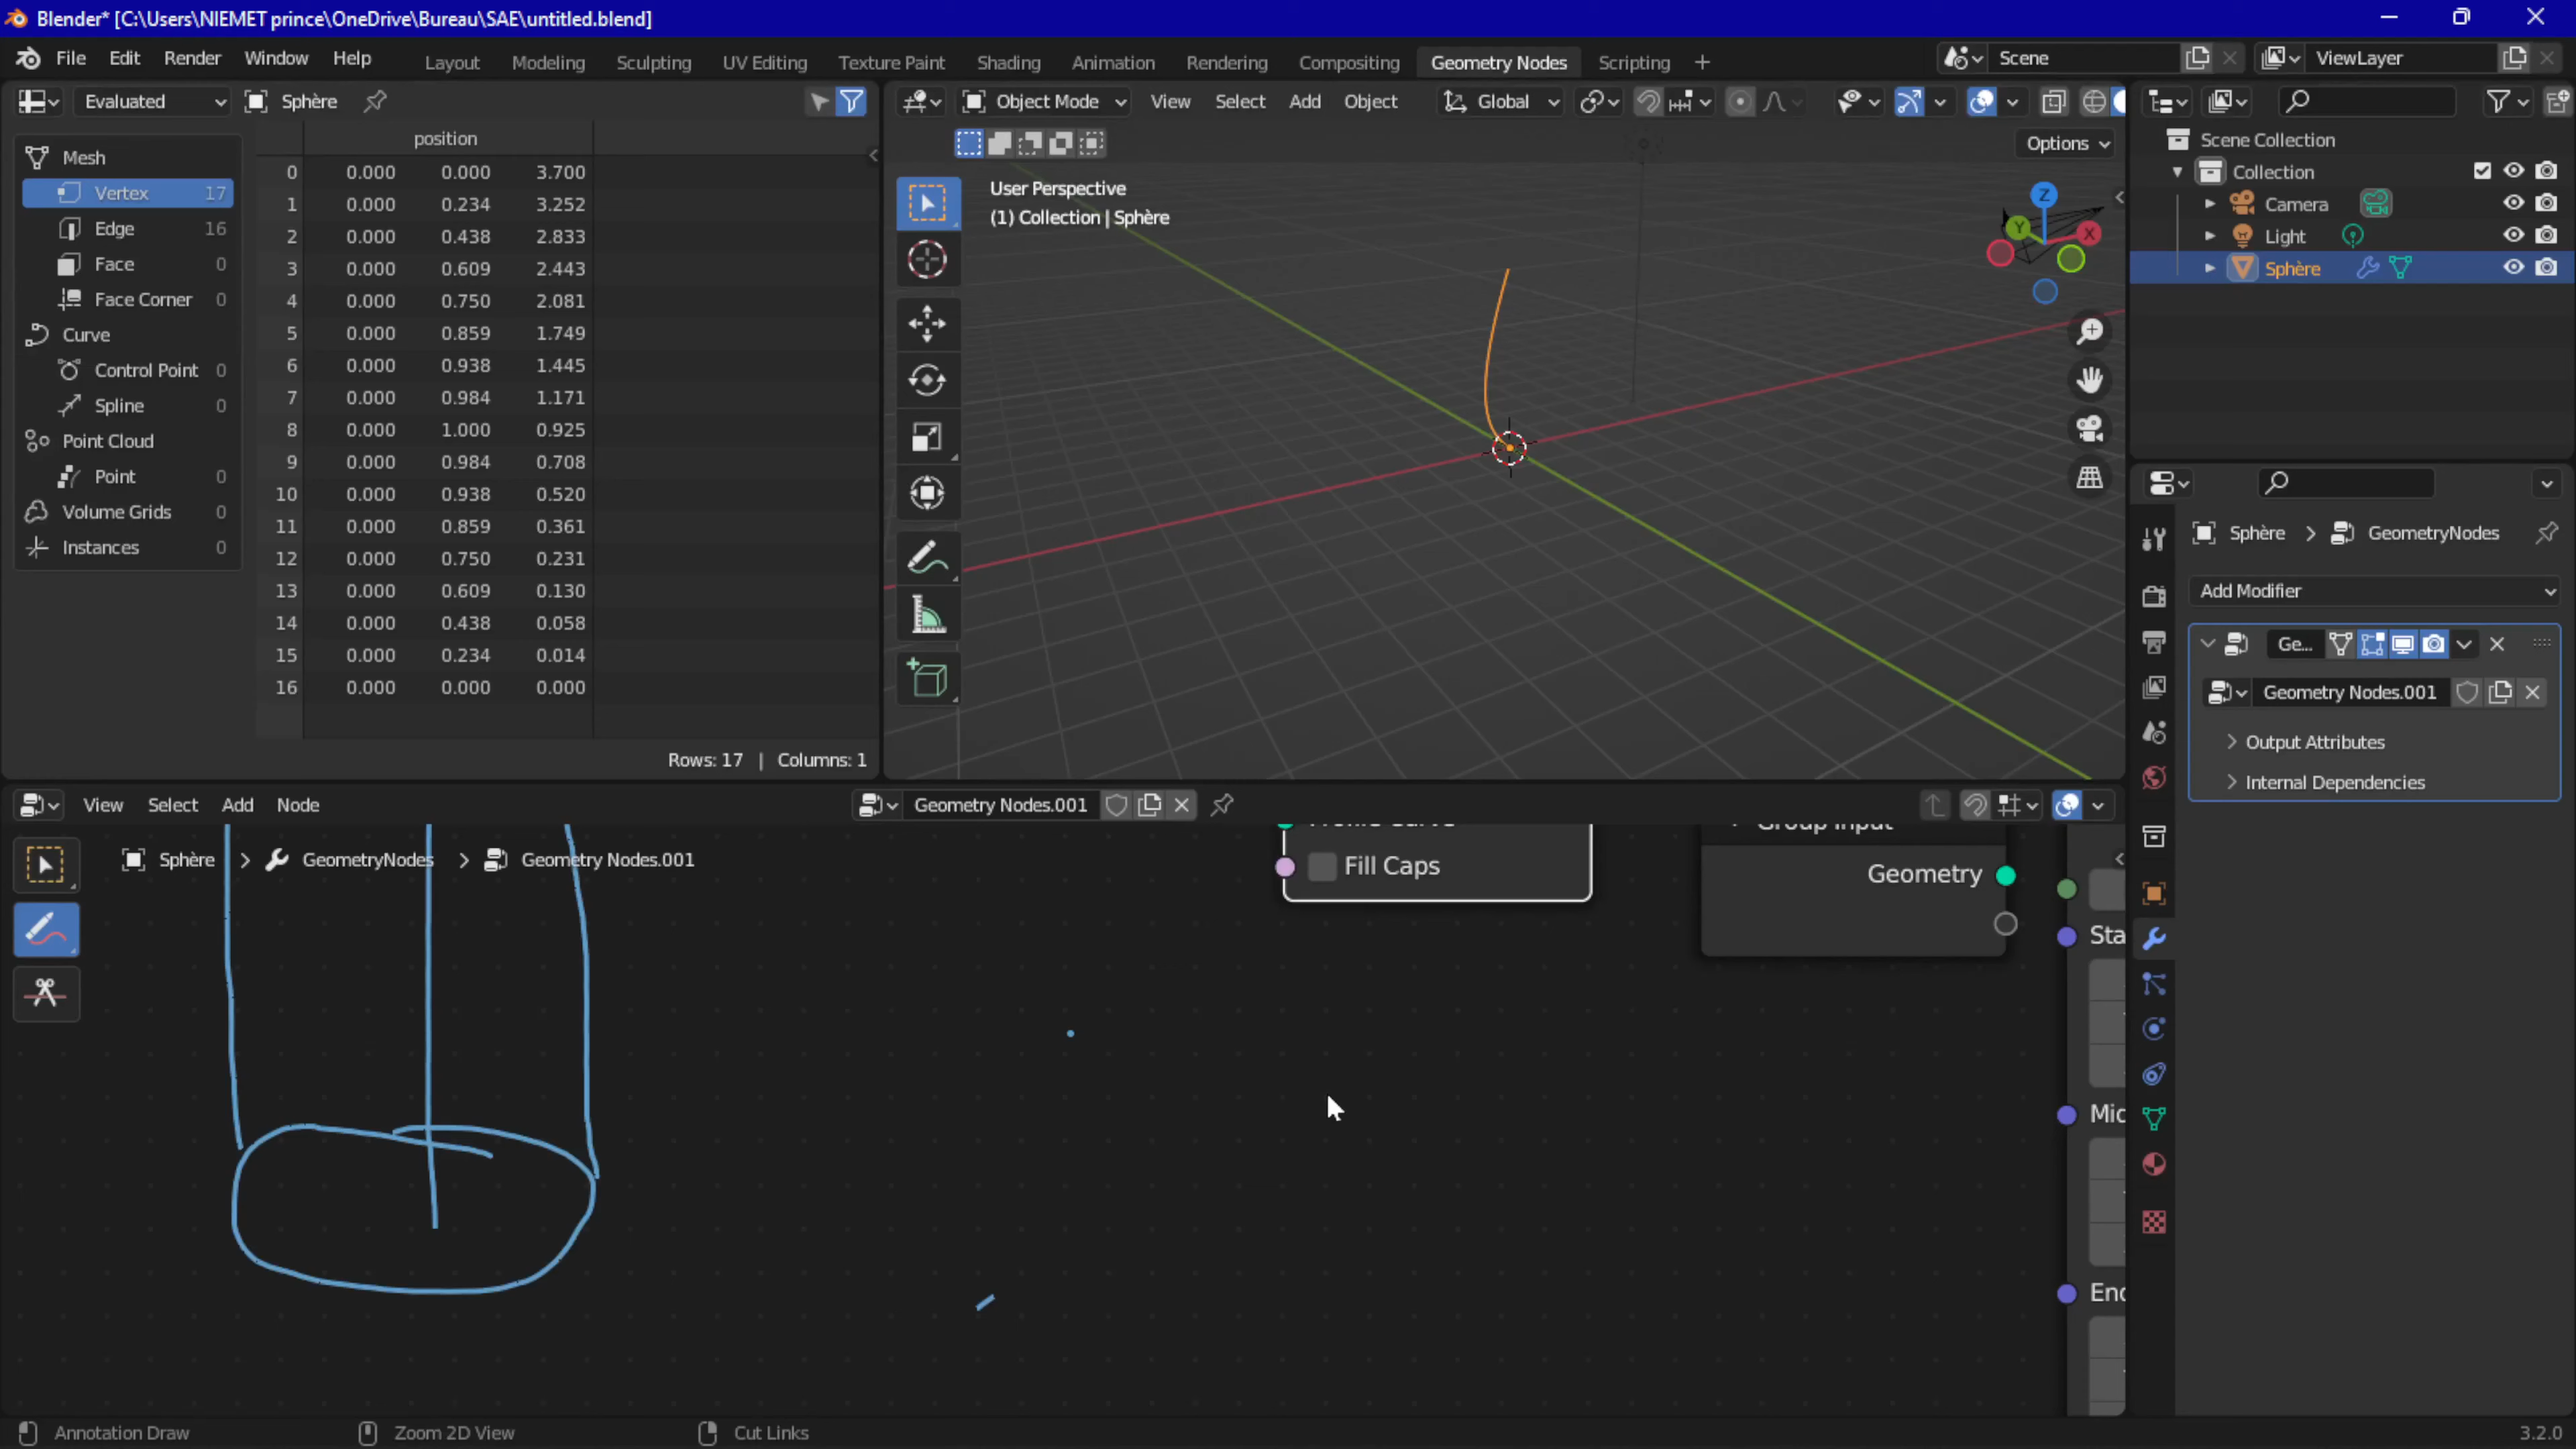 Blender* [C:\Users\NIEMET prince\OneDrive\Bureau\SAE\untitled.blend]
File Edit Render Window Help Layout Modeling Sculpting UV Editing Texture Paint Shading Animation Rendering Compositing Geometry Nodes Scripting + Scene ViewLayer
Evaluated Sphère
position
Mesh
Vertex 17
Edge 16
Face 0
Face Corner 0
Curve
Control Point 0
Spline 0
Point Cloud
Point 0
Volume Grids 0
Instances 0
0 0.000 0.000 3.700
1 0.000 0.234 3.252
2 0.000 0.438 2.833
3 0.000 0.609 2.443
4 0.000 0.750 2.081
5 0.000 0.859 1.749
6 0.000 0.938 1.445
7 0.000 0.984 1.171
8 0.000 1.000 0.925
9 0.000 0.984 0.708
10 0.000 0.938 0.520
11 0.000 0.859 0.361
12 0.000 0.750 0.231
13 0.000 0.609 0.130
14 0.000 0.438 0.058
15 0.000 0.234 0.014
16 0.000 0.000 0.000
Rows: 17 | Columns: 1
Object Mode View Select Add Object Global
Options
User Perspective
(1) Collection | Sphère
Z
Y
X
Scene Collection
Collection
Camera
Light
Sphère
Sphère > GeometryNodes
Add Modifier
Ge...
Geometry Nodes.001
Output Attributes
Internal Dependencies
View Select Add Node Geometry Nodes.001
Sphère > GeometryNodes > Geometry Nodes.001
Fill Caps
Group Input
Geometry
Sta
Mid
End
Annotation Draw Zoom 2D View Cut Links 3.2.0